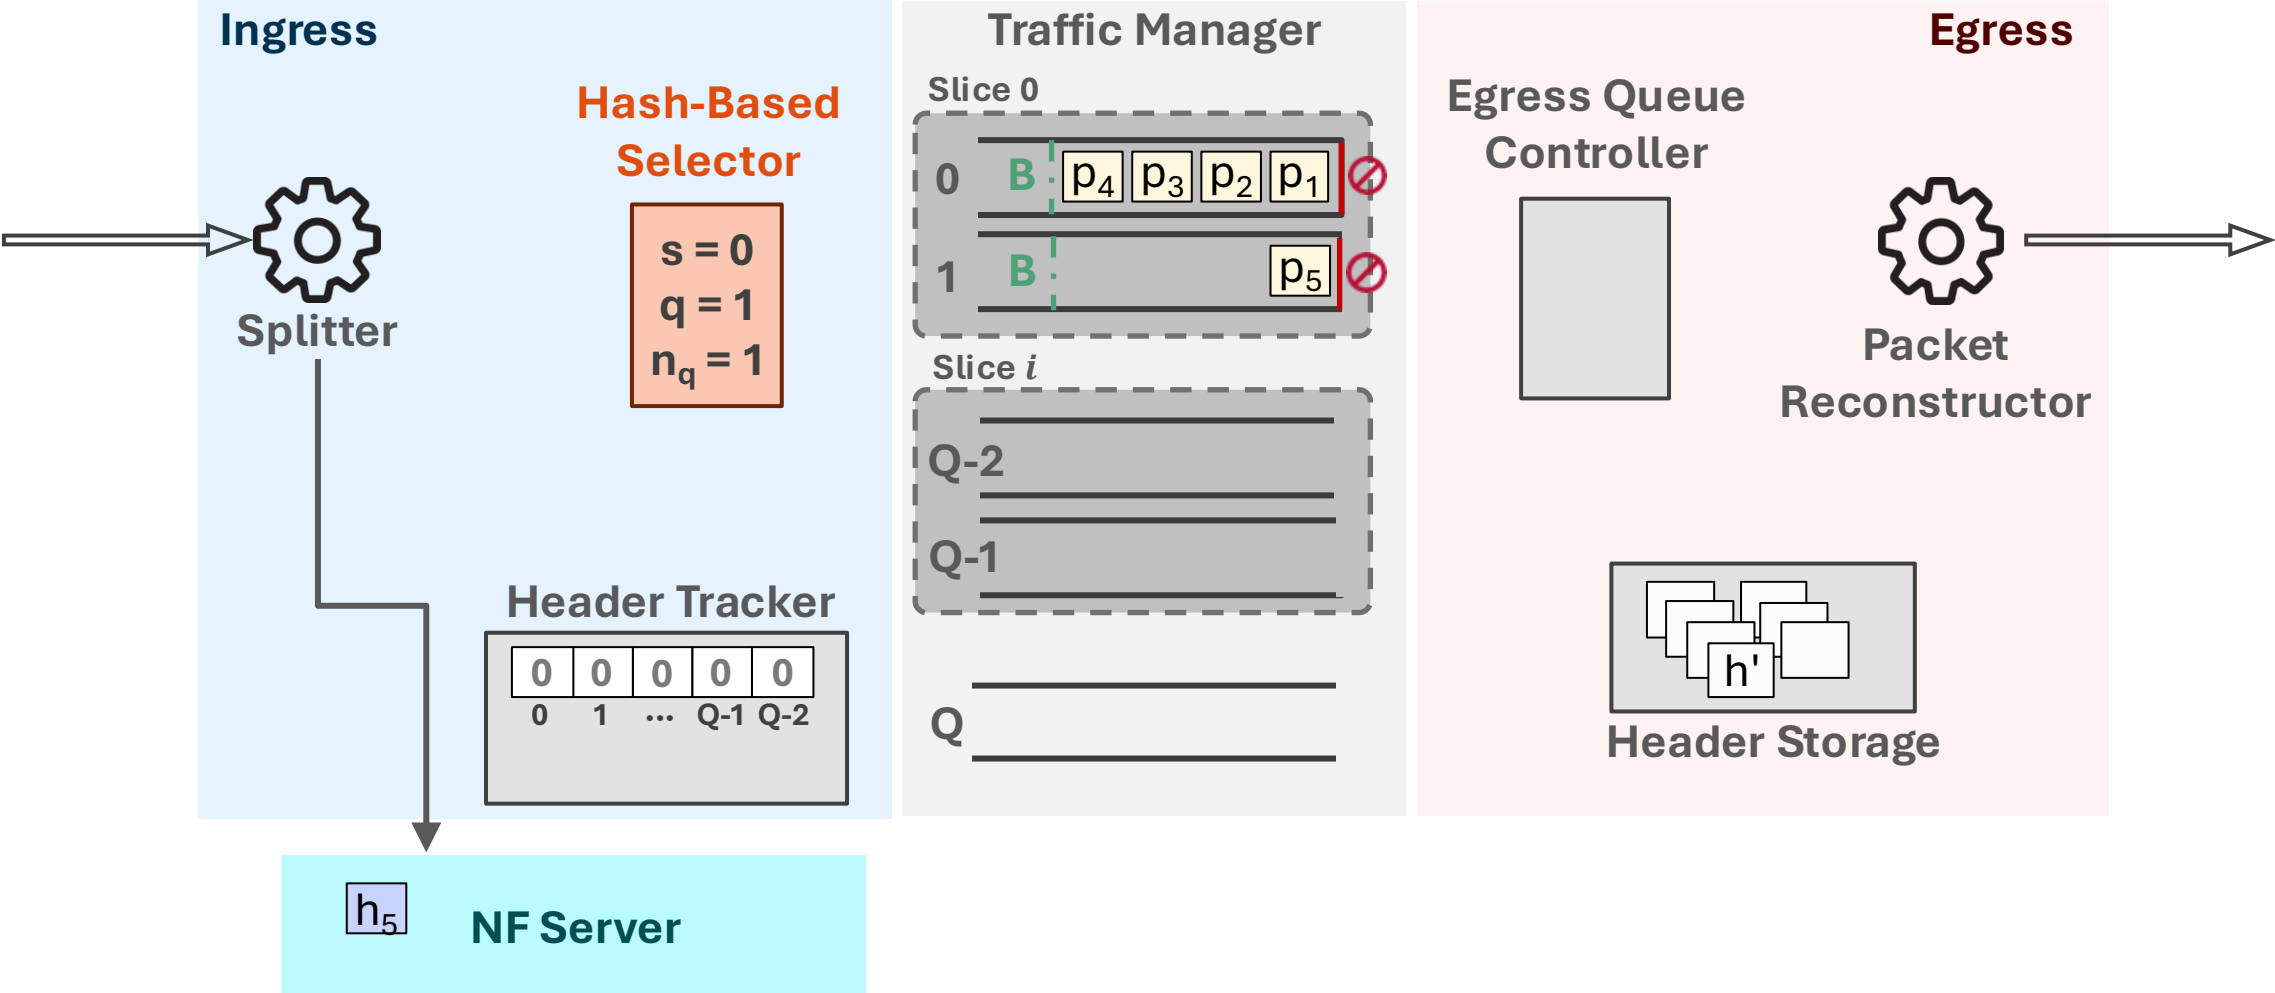 Ingress
Traffic Manager
Egress
Hash-Based
Selector
s = 0
q = 1
n_q = 1
Splitter
Slice 0
0
B
p₄
p₃
p₂
p₁
1
B
p₅
Slice i
Q-2
Q-1
Q
Egress Queue
Controller
Packet
Reconstructor
Header Tracker
0 0 0 0 0
0 1 ... Q-1 Q-2
h'
Header Storage
h₅
NF Server